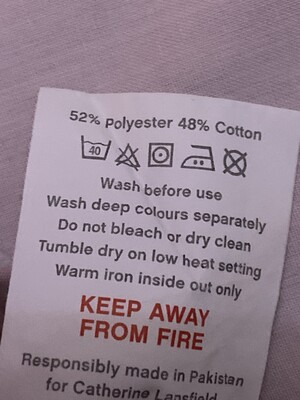 52% Polyester 48% Cotton
40
Wash before use
Wash deep colours separately
Do not bleach or dry clean
Tumble dry on low heat setting
Warm iron inside out only
KEEP AWAY
FROM FIRE
Responsibly made in Pakistan
for Catherine Lansfield